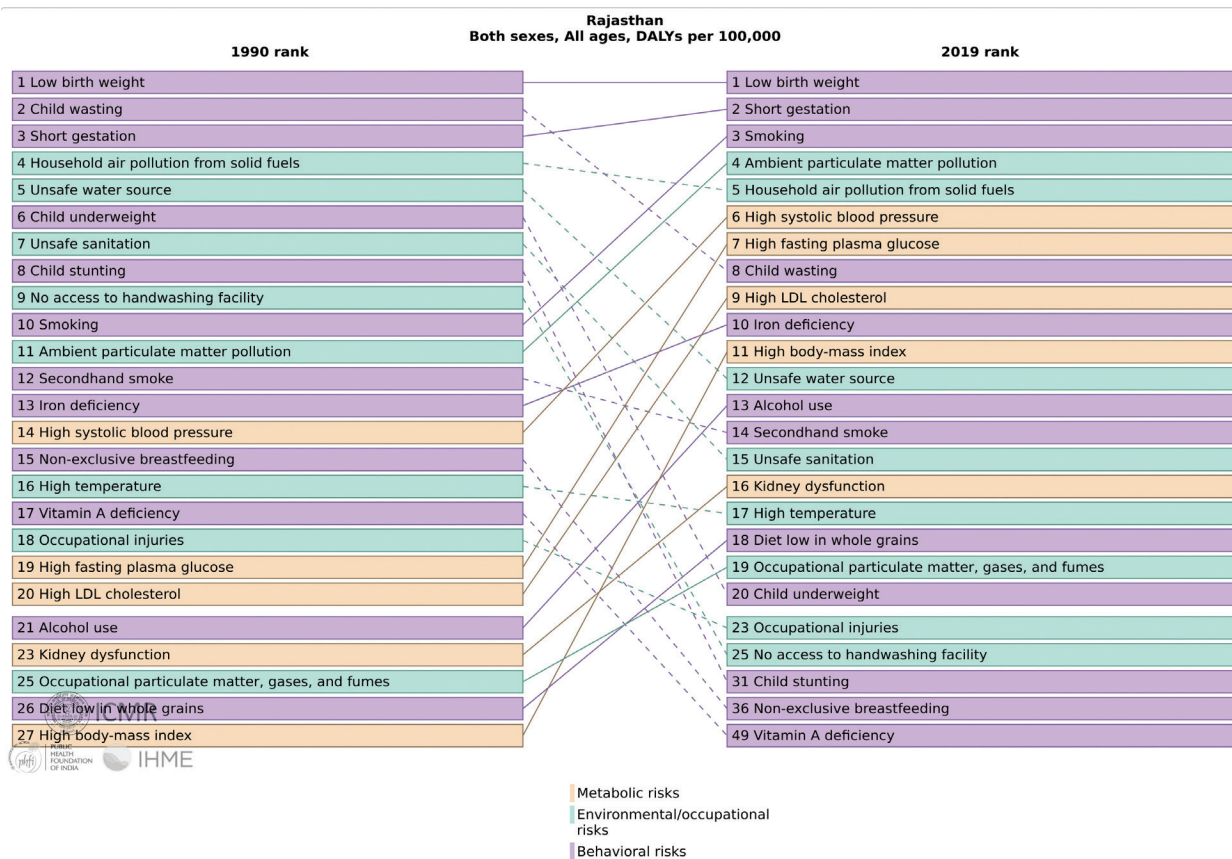 Rajasthan
Both sexes, All ages, DALYs per 100,000
1990 rank
2019 rank
1 Low birth weight
2 Child wasting
3 Short gestation
4 Household air pollution from solid fuels
5 Unsafe water source
6 Child underweight
7 Unsafe sanitation
8 Child stunting
9 No access to handwashing facility
10 Smoking
11 Ambient particulate matter pollution
12 Secondhand smoke
13 Iron deficiency
14 High systolic blood pressure
15 Non-exclusive breastfeeding
16 High temperature
17 Vitamin A deficiency
18 Occupational injuries
19 High fasting plasma glucose
20 High LDL cholesterol
21 Alcohol use
23 Kidney dysfunction
25 Occupational particulate matter, gases, and fumes
26 Diet low in whole grains
27 High body-mass index
1 Low birth weight
2 Short gestation
3 Smoking
4 Ambient particulate matter pollution
5 Household air pollution from solid fuels
6 High systolic blood pressure
7 High fasting plasma glucose
8 Child wasting
9 High LDL cholesterol
10 Iron deficiency
11 High body-mass index
12 Unsafe water source
13 Alcohol use
14 Secondhand smoke
15 Unsafe sanitation
16 Kidney dysfunction
17 High temperature
18 Diet low in whole grains
19 Occupational particulate matter, gases, and fumes
20 Child underweight
23 Occupational injuries
25 No access to handwashing facility
31 Child stunting
36 Non-exclusive breastfeeding
49 Vitamin A deficiency
ICMR
phfi
PUBLIC
HEALTH
FOUNDATION
OF INDIA
IHME
Metabolic risks
Environmental/occupational
risks
Behavioral risks